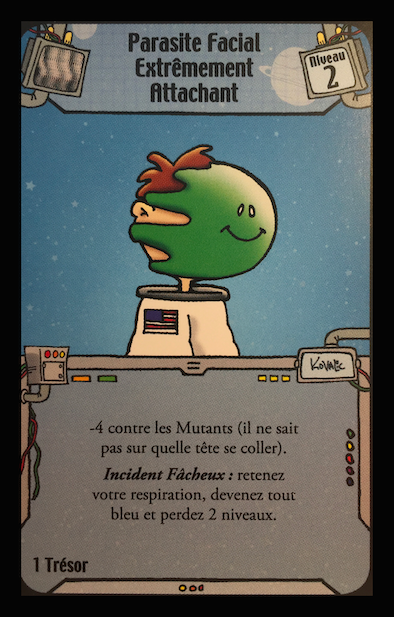 Parasite Facial
Extrêmement
Attachant
Niveau
2
KOVALIC
-4 contre les Mutants (il ne sait
pas sur quelle tête se coller).
Incident Fâcheux : retenez
votre respiration, devenez tout
bleu et perdez 2 niveaux.
1 Trésor